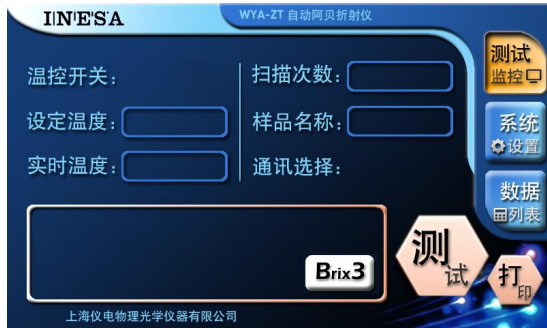 INESA
WYA-ZT 自动阿贝折射仪
温控开关：
扫描次数：
设定温度：
样品名称：
实时温度：
通讯选择：
测试
监控
系统
设置
数据
列表
Brix3
测试
打印
上海仪电物理光学仪器有限公司